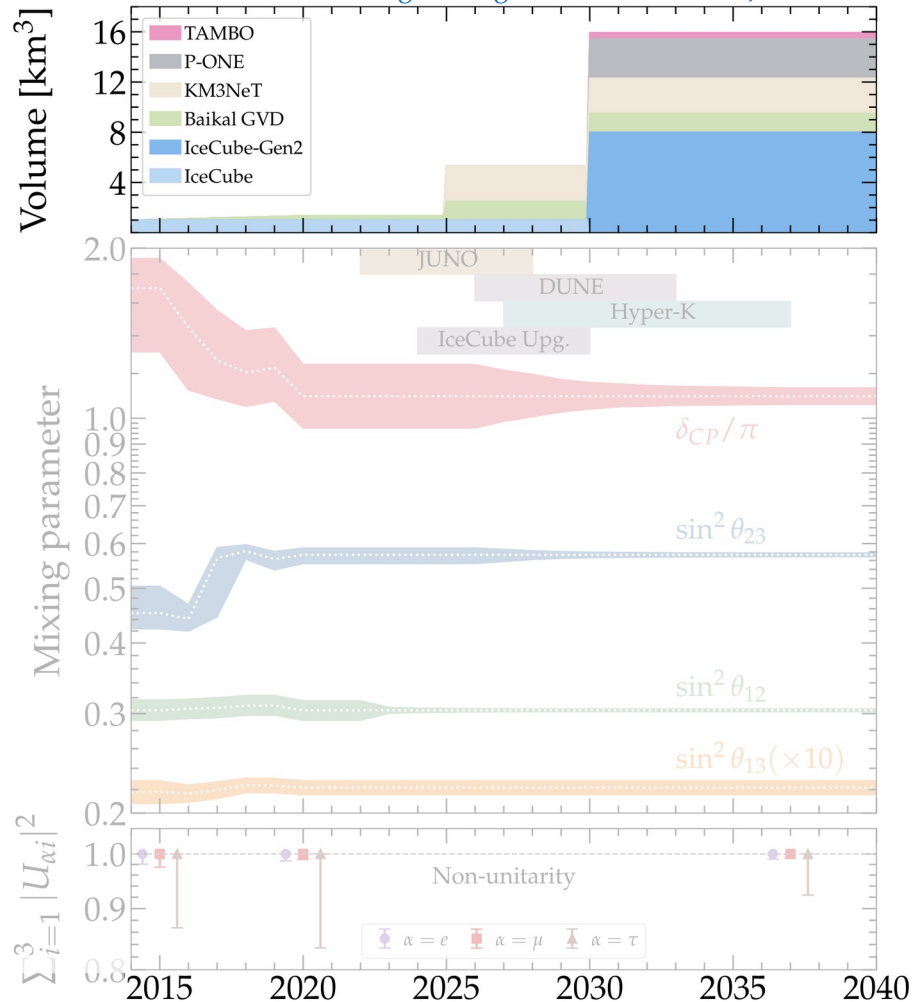 Volume [km³]
16
12
8
4
TAMBO
P-ONE
KM3NeT
Baikal GVD
IceCube-Gen2
IceCube
Mixing parameter
2.0
1.0
0.9
0.8
0.7
0.6
0.5
0.4
0.3
0.2
JUNO
DUNE
Hyper-K
IceCube Upg.
δ_CP/π
sin² θ₂₃
sin² θ₁₂
sin² θ₁₃(×10)
∑³ᵢ₌₁ |U_αi|²
1.0
0.9
0.8
Non-unitarity
α = e α = μ α = τ
2015 2020 2025 2030 2035 2040